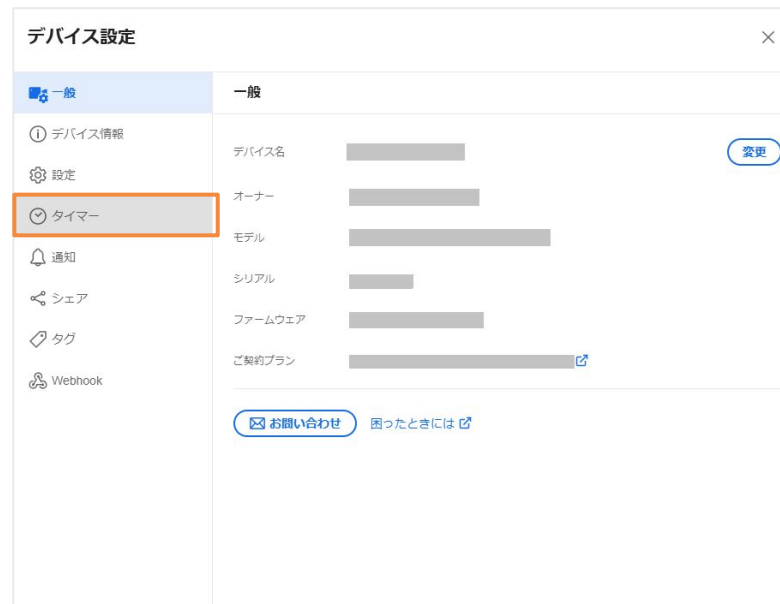 デバイス設定
一般
デバイス情報
設定
タイマー
通知
シェア
タグ
Webhook
一般
デバイス名
変更
オーナー
モデル
シリアル
ファームウェア
ご契約プラン
お問い合わせ 困ったときには